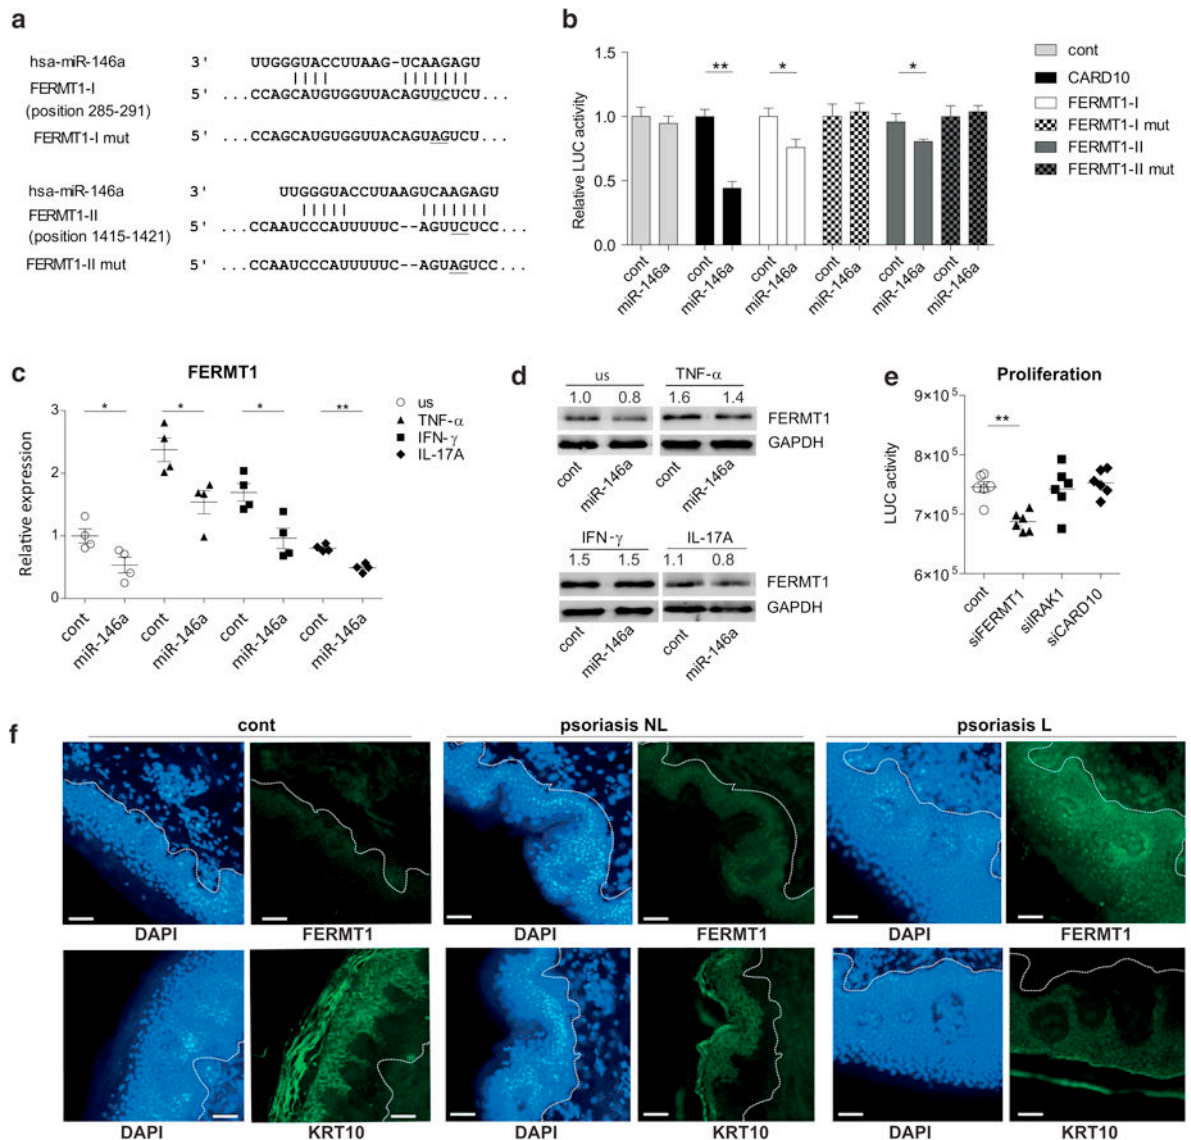 a
hsa-miR-146a 3' UUGGGUACCUUAAG-UCAAGAGU
FERMT1-I 5' ...CCAGCAUGUGGUUACAGUUCUCU...
(position 285-291)
FERMT1-I mut 5' ...CCAGCAUGUGGUUACAGUAGUCU...
hsa-miR-146a 3' UUGGGUACCUUAAGUCAAGAGU
FERMT1-II 5' ...CCAAUCCCAUUUUUC--AGUUCUCC...
(position 1415-1421)
FERMT1-II mut 5' ...CCAAUCCCAUUUUUC--AGUAGUCC...
b
Relative LUC activity
1.5
1.0
0.5
0.0
** * *
cont miR-146a cont miR-146a cont miR-146a cont miR-146a cont miR-146a cont miR-146a
cont
CARD10
FERMT1-I
FERMT1-I mut
FERMT1-II
FERMT1-II mut
c
FERMT1
Relative expression
3
2
1
0
* * * **
us
TNF-α
IFN-γ
IL-17A
cont miR-146a cont miR-146a cont miR-146a cont miR-146a
d
us TNF-α
1.0 0.8 1.6 1.4
FERMT1
GAPDH
cont miR-146a cont miR-146a
IFN-γ IL-17A
1.5 1.5 1.1 0.8
FERMT1
GAPDH
cont miR-146a cont miR-146a
e
Proliferation
LUC activity
9×10⁵
8×10⁵
7×10⁵
6×10⁵
**
cont siFERMT1 siIRAK1 siCARD10
f
cont psoriasis NL psoriasis L
DAPI FERMT1 DAPI FERMT1 DAPI FERMT1
DAPI KRT10 DAPI KRT10 DAPI KRT10